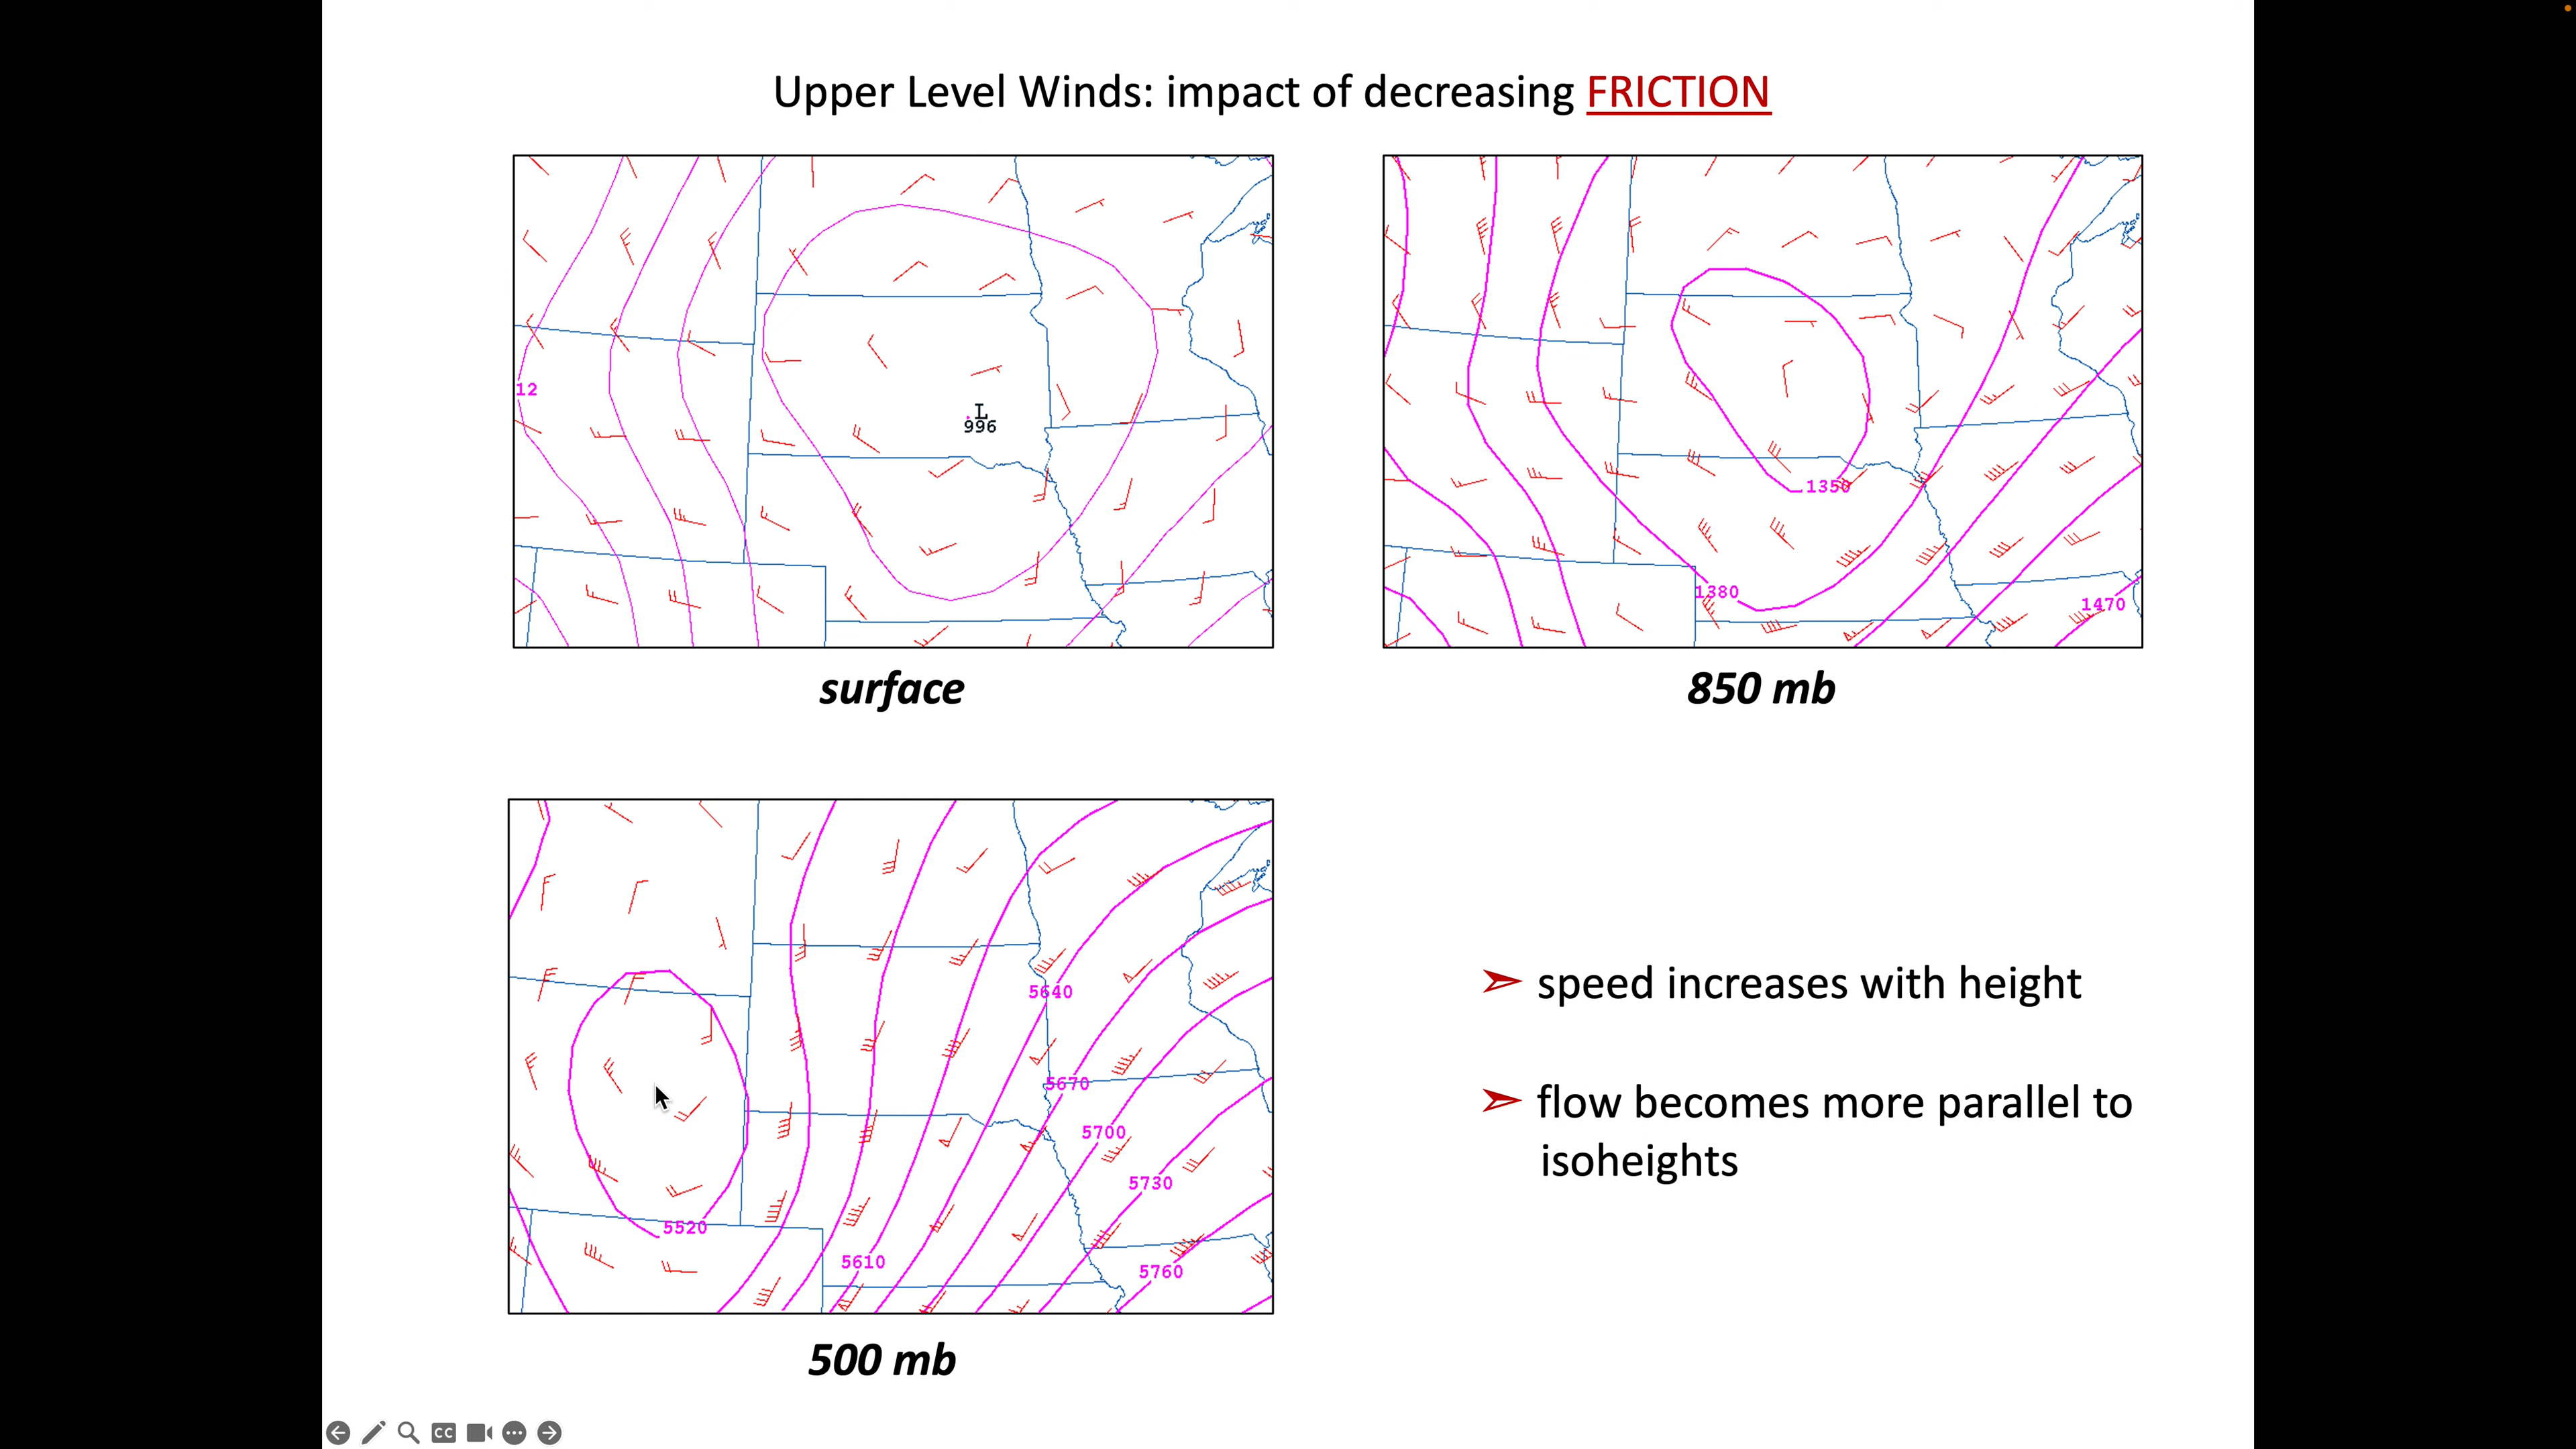 Upper Level Winds: impact of decreasing FRICTION
12
L
996
surface
1350
1380
1470
850 mb
5640
5670
5700
5730
5520
5610
5760
500 mb
➢ speed increases with height
➢ flow becomes more parallel to
isoheights
CC